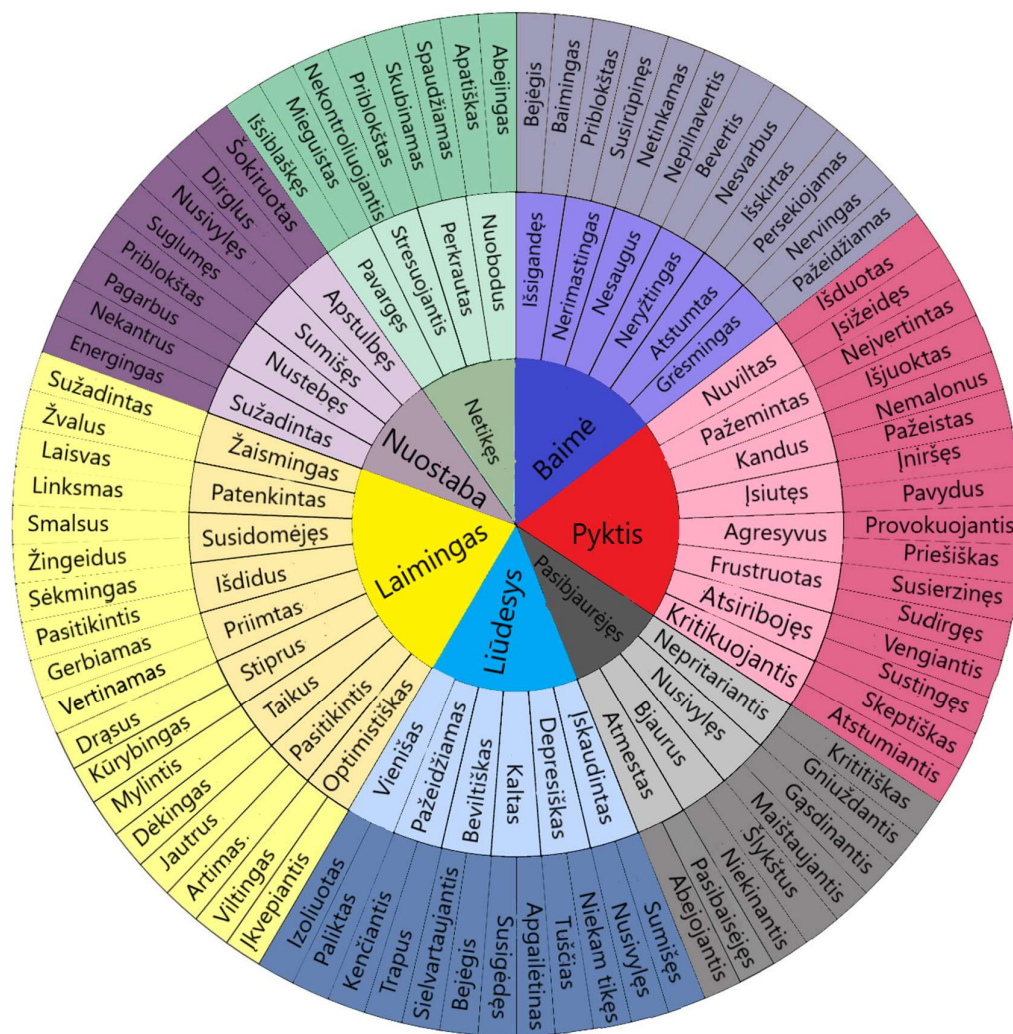 Baimė
Pyktis
Pasibjaurėjęs
Liūdesys
Laimingas
Nuostaba
Netikęs
Išsigandęs
Nerimastingas
Nesaugus
Neryžtingas
Atstumtas
Grėsmingas
Nuviltas
Pažemintas
Kandus
Įsiutęs
Agresyvus
Frustruotas
Atsiribojęs
Kritikuojantis
Nepritariantis
Nusivylęs
Bjaurus
Atmestas
Įskaudintas
Depresiškas
Kaltas
Beviltiškas
Pažeidžiamas
Vienišas
Optimistiškas
Pasitikintis
Taikus
Stiprus
Priimtas
Išdidus
Susidomėjęs
Patenkintas
Žaismingas
Sužadintas
Nustebęs
Sumišęs
Apstulbęs
Pavargęs
Stresuojantis
Perkrautas
Nuobodus
Bejėgis
Baimingas
Priblokštas
Susirūpinęs
Netinkamas
Nepilnavertis
Bevertis
Nesvarbus
Išskirtas
Persekiojamas
Nervingas
Pažeidžiamas
Išduotas
Įsižeidęs
Neįvertintas
Išjuoktas
Nemalonus
Pažeistas
Įniršęs
Pavydus
Provokuojantis
Priešiškas
Susierzinęs
Sudirgęs
Vengiantis
Sustingęs
Skeptiškas
Atstumiantis
Krititiškas
Gniuždantis
Gąsdinantis
Maištaujantis
Šlykštus
Niekinantis
Pasibaisėjęs
Abejojantis
Sumišęs
Nusivylęs
Niekam tikęs
Tuščias
Apgailėtinas
Susigėdęs
Bejėgis
Sielvartaujantis
Trapus
Kenčiantis
Paliktas
Izoliuotas
Įkvepiantis
Viltingas
Artimas.
Jautrus
Dėkingas
Mylintis
Kūrybingas
Drąsus
Vertinamas
Gerbiamas
Pasitikintis
Sėkmingas
Žingeidus
Smalsus
Linksmas
Laisvas
Žvalus
Sužadintas
Energingas
Nekantrus
Pagarbus
Priblokštas
Suglumęs
Nusivylęs
Dirglus
Šokiruotas
Išsiblaškęs
Mieguistas
Nekontroliuojantis
Priblokštas
Skubinamas
Spaudžiamas
Apatiškas
Abejingas